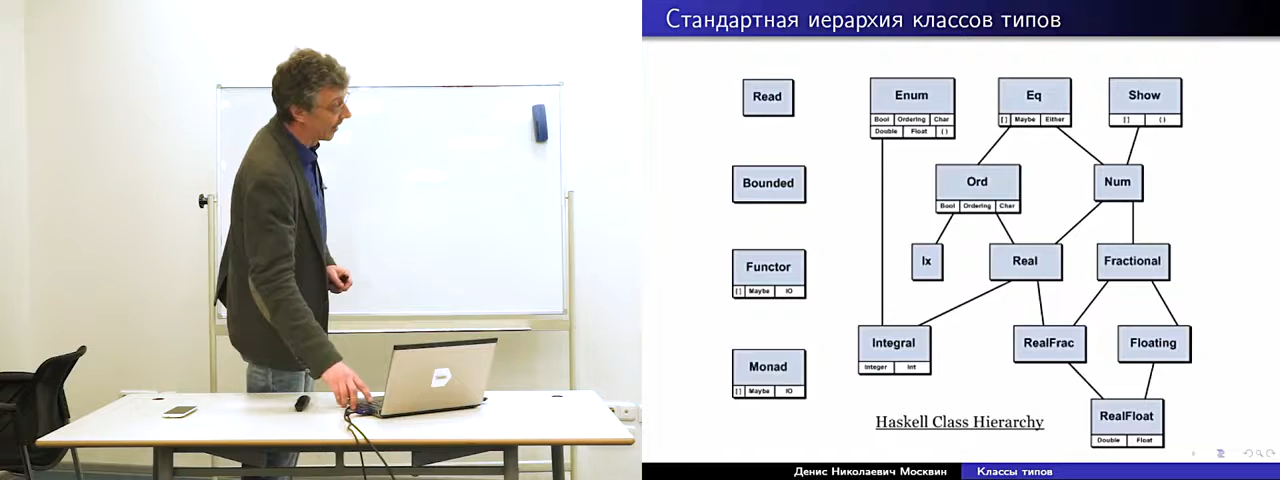 Стандартная иерархия классов типов
Read
Enum
Bool Ordering Char
Double Float ( )
Eq
[ ] Maybe Either
Show
[ ] ( )
Bounded
Ord
Bool Ordering Char
Num
Functor
[ ] Maybe IO
Ix
Real
Fractional
Integral
Integer Int
RealFrac
Floating
Monad
[ ] Maybe IO
RealFloat
Double Float
Haskell Class Hierarchy
Денис Николаевич Москвин Классы типов